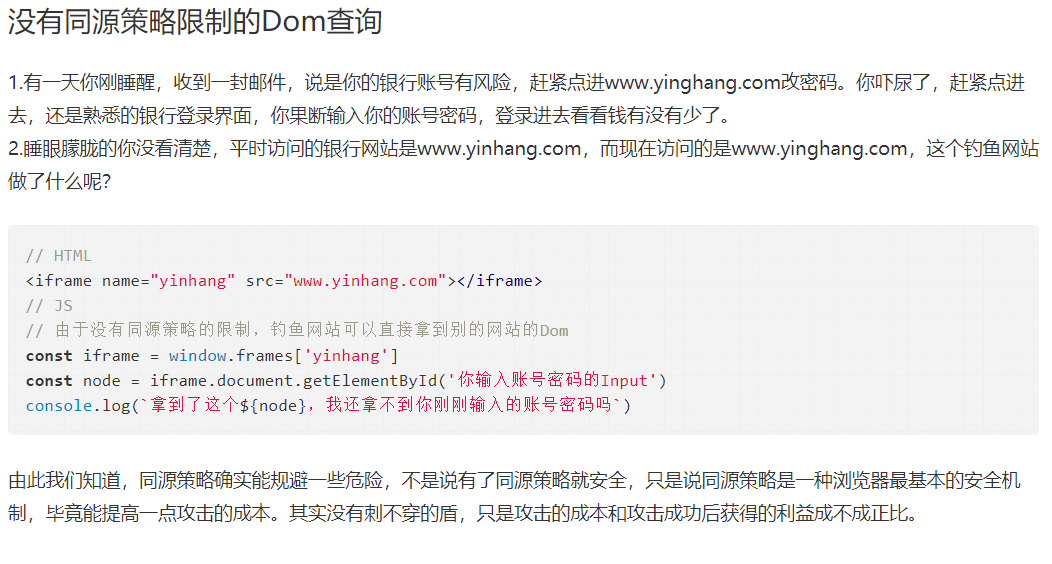 没有同源策略限制的Dom查询
1.有一天你刚睡醒，收到一封邮件，说是你的银行账号有风险，赶紧点进www.yinghang.com改密码。你吓尿了，赶紧点进
去，还是熟悉的银行登录界面，你果断输入你的账号密码，登录进去看看钱有没有少了。
2.睡眼朦胧的你没看清楚，平时访问的银行网站是www.yinhang.com，而现在访问的是www.yinghang.com，这个钓鱼网站
做了什么呢？
// HTML
<iframe name="yinhang" src="www.yinhang.com"></iframe>
// JS
// 由于没有同源策略的限制，钓鱼网站可以直接拿到别的网站的Dom
const iframe = window.frames['yinhang']
const node = iframe.document.getElementById('你输入账号密码的Input')
console.log(`拿到了这个${node}，我还拿不到你刚刚输入的账号密码吗`)
由此我们知道，同源策略确实能规避一些危险，不是说有了同源策略就安全，只是说同源策略是一种浏览器最基本的安全机
制，毕竟能提高一点攻击的成本。其实没有刺不穿的盾，只是攻击的成本和攻击成功后获得的利益成不成正比。